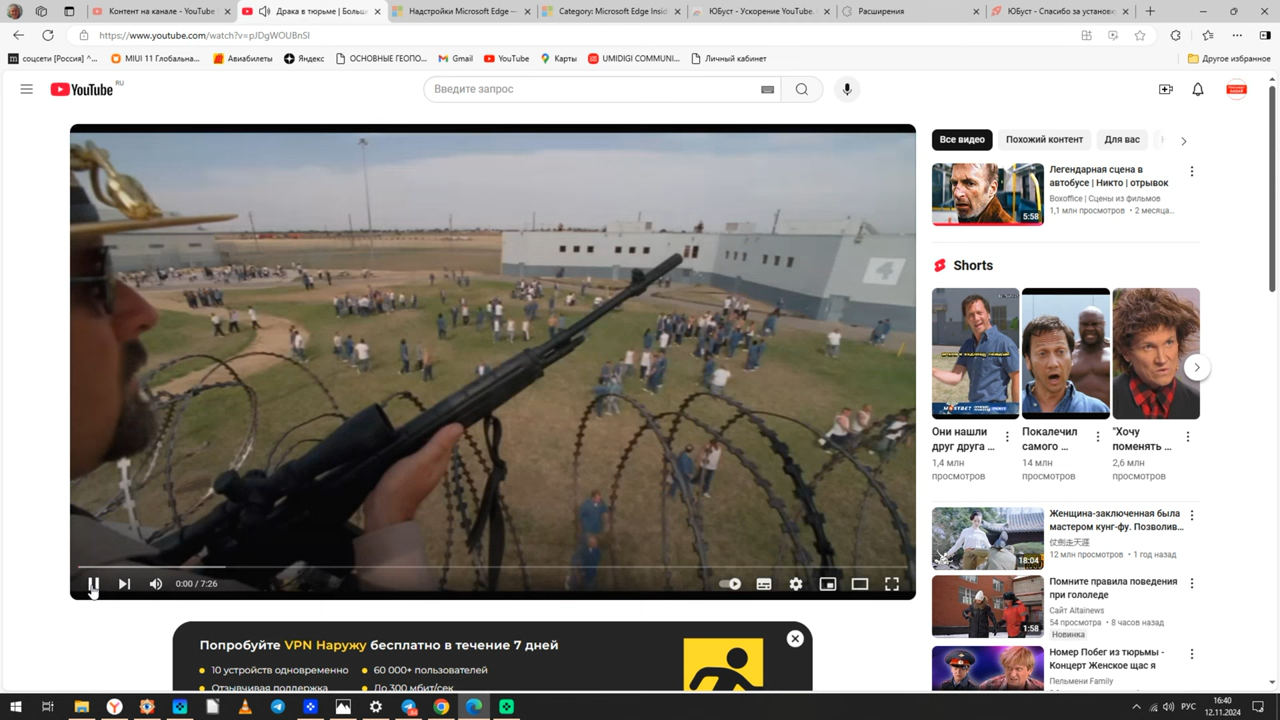 Контент на канале - YouTube
Драка в тюрьме | Больш
Надстройки Microsoft Edge —
Category: Microsoft Edge Insid
ЮБуст - Ускорение YouTube.
Расширения
ЮБуст - Спасибо за установку
https://www.youtube.com/watch?v=pJDgWOUBnSI
соцсети [Россия] ^...
MIUI 11 Глобальна...
Авиабилеты
Яндекс
ОСНОВНЫЕ ГЕОПО...
Gmail
YouTube
Карты
UMIDIGI COMMUNI...
Личный кабинет
Другое избранное
YouTube RU
Введите запрос
Все видео
Похожий контент
Для вас
Легендарная сцена в
автобусе | Никто | отрывок
Boxoffice | Сцены из фильмов
1,1 млн просмотров • 2 месяца...
5:58
4
Shorts
MOSTBET
Они нашли
друг друга ...
1,4 млн
просмотров
Покалечил
самого ...
14 млн
просмотров
"Хочу
поменять ...
2,6 млн
просмотров
Женщина-заключенная была
мастером кунг-фу. Позволив...
仗剑走天涯
12 млн просмотров • 1 год назад
18:04
0:00 / 7:26
Помните правила поведения
при гололеде
Сайт Altainews
54 просмотра • 8 часов назад
Новинка
1:58
Номер Побег из тюрьмы -
Концерт Женское щас я
Пельмени Family
Попробуйте VPN Наружу бесплатно в течение 7 дней
10 устройств одновременно
60 000+ пользователей
Отзывчивая поддержка
До 300 мбит/сек
РУС
16:40
12.11.2024